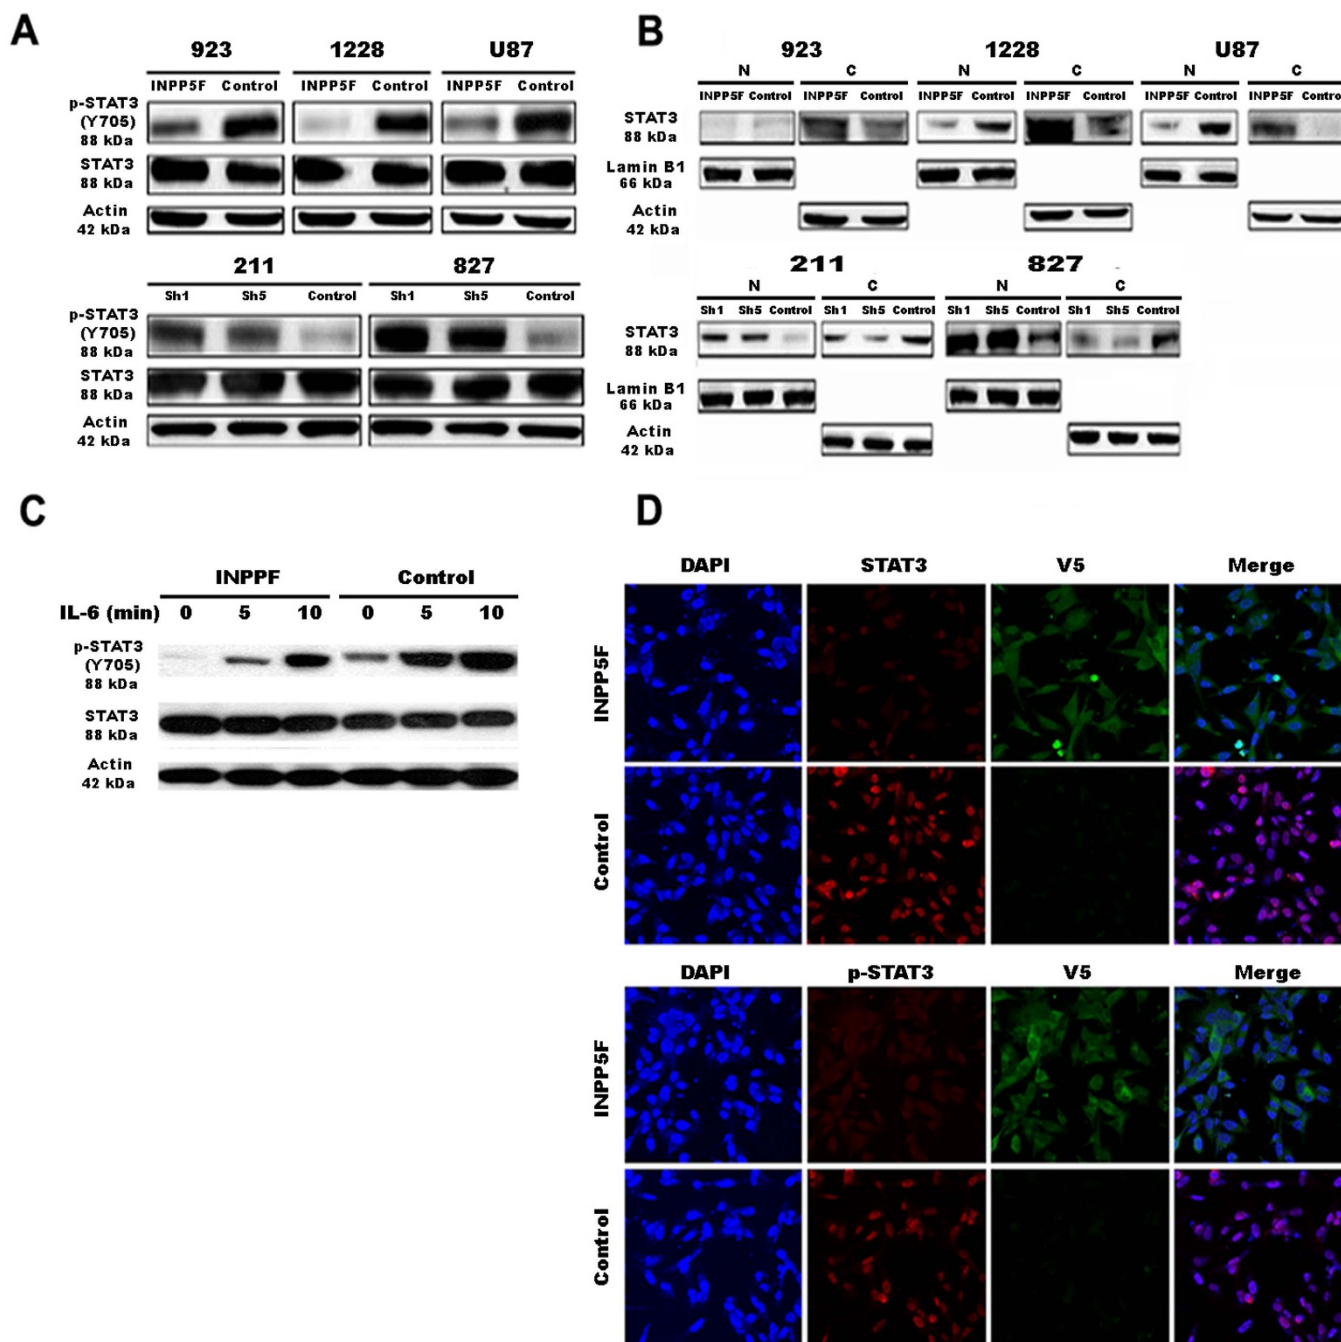 A
923 1228 U87
INPP5F Control INPP5F Control INPP5F Control
p-STAT3
(Y705)
88 kDa
STAT3
88 kDa
Actin
42 kDa
211 827
Sh1 Sh5 Control Sh1 Sh5 Control
p-STAT3
(Y705)
88 kDa
STAT3
88 kDa
Actin
42 kDa
B
923 1228 U87
N C N C N C
INPP5F Control INPP5F Control INPP5F Control INPP5F Control INPP5F Control INPP5F Control
STAT3
88 kDa
Lamin B1
66 kDa
Actin
42 kDa
211 827
N C N C
Sh1 Sh5 Control Sh1 Sh5 Control Sh1 Sh5 Control Sh1 Sh5 Control
STAT3
88 kDa
Lamin B1
66 kDa
Actin
42 kDa
C
INPPF Control
IL-6 (min) 0 5 10 0 5 10
p-STAT3
(Y705)
88 kDa
STAT3
88 kDa
Actin
42 kDa
D
DAPI STAT3 V5 Merge
INPP5F
Control
DAPI p-STAT3 V5 Merge
INPP5F
Control